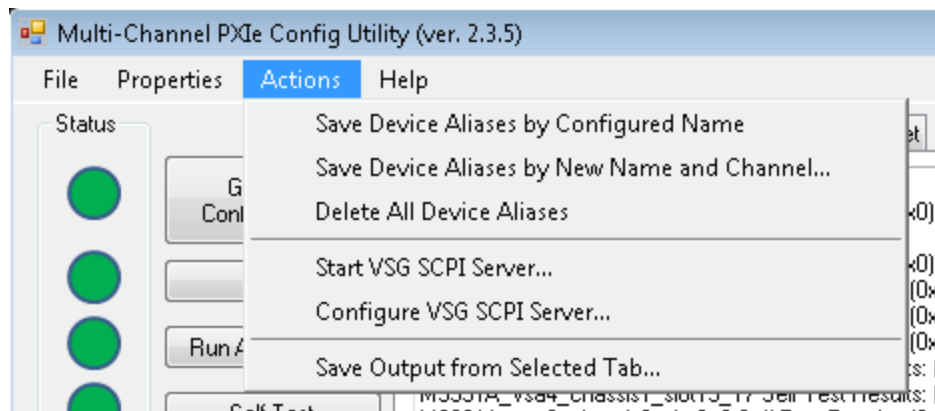 Multi-Channel PXIe Config Utility (ver. 2.3.5)
File Properties Actions Help
Status
Save Device Aliases by Configured Name
Save Device Aliases by New Name and Channel...
Delete All Device Aliases
Start VSG SCPI Server...
Configure VSG SCPI Server...
Run
Save Output from Selected Tab...